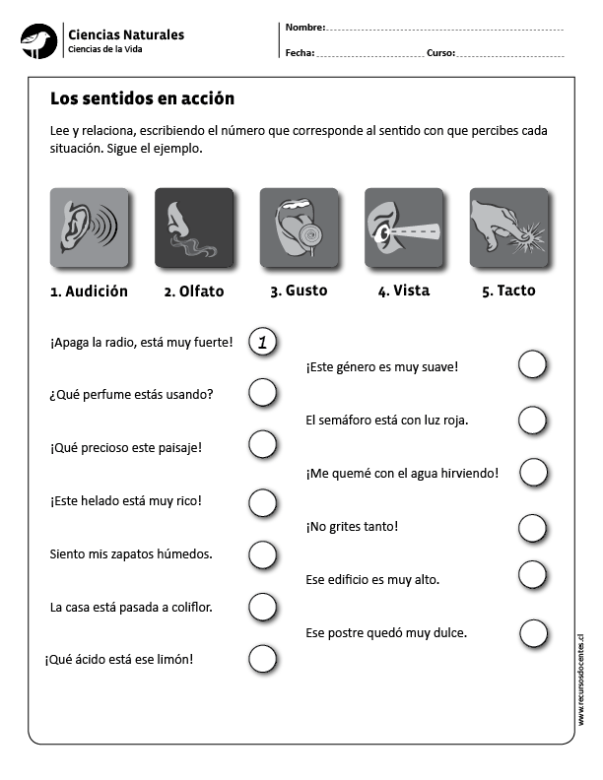 Ciencias Naturales
Ciencias de la Vida
Nombre:
Fecha: Curso:
Los sentidos en acción
Lee y relaciona, escribiendo el número que corresponde al sentido con que percibes cada
situación. Sigue el ejemplo.
1. Audición 2. Olfato 3. Gusto 4. Vista 5. Tacto
¡Apaga la radio, está muy fuerte! 1
¿Qué perfume estás usando?
¡Qué precioso este paisaje!
¡Este helado está muy rico!
Siento mis zapatos húmedos.
La casa está pasada a coliflor.
¡Qué ácido está ese limón!
¡Este género es muy suave!
El semáforo está con luz roja.
¡Me quemé con el agua hirviendo!
¡No grites tanto!
Ese edificio es muy alto.
Ese postre quedó muy dulce.
www.recursosdocentes.cl